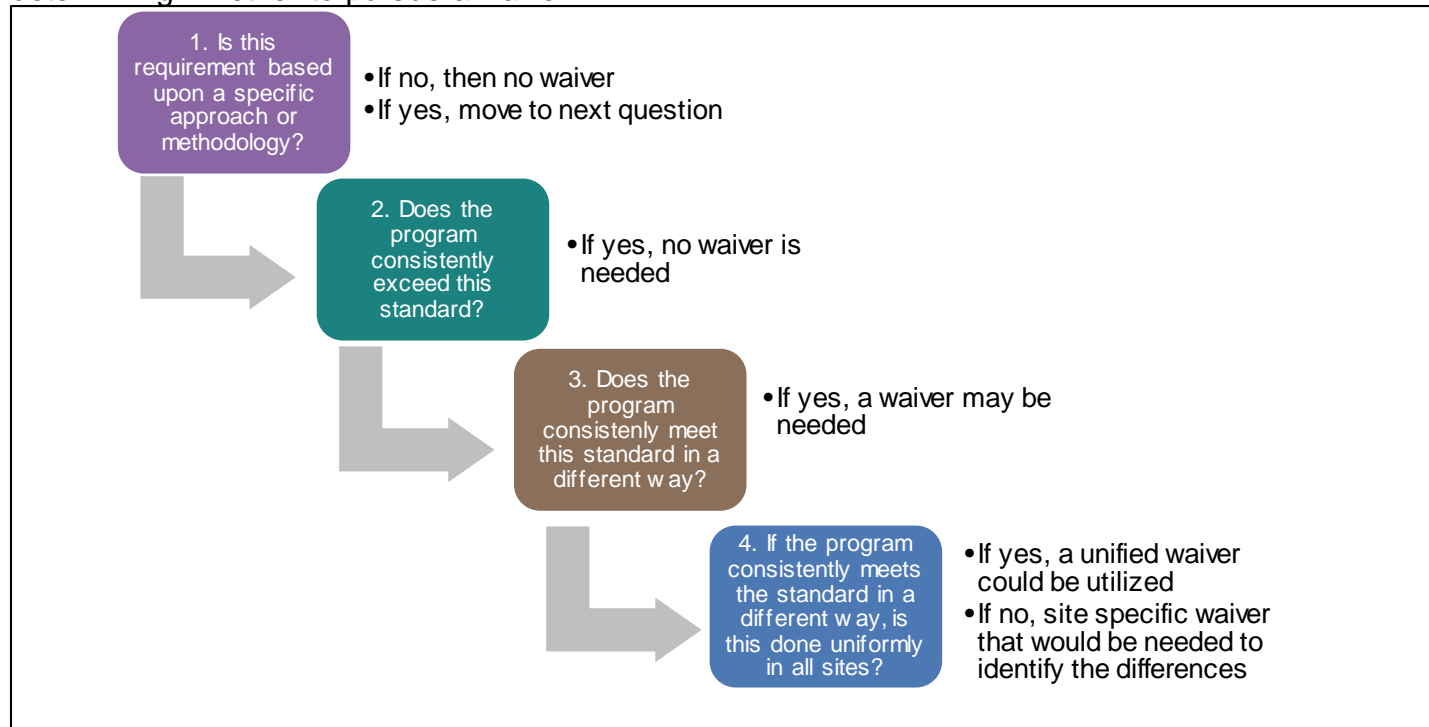 1. Is this
requirement based
upon a specific
approach or
methodology?
•If no, then no waiver
•If yes, move to next question
2. Does the
program
consistently
exceed this
standard?
•If yes, no waiver is
needed
3. Does the
program
consistenly meet
this standard in a
different way?
•If yes, a waiver may be
needed
4. If the program
consistently meets
the standard in a
different way, is
this done uniformly
in all sites?
•If yes, a unified waiver
could be utilized
•If no, site specific waiver
that would be needed to
identify the differences